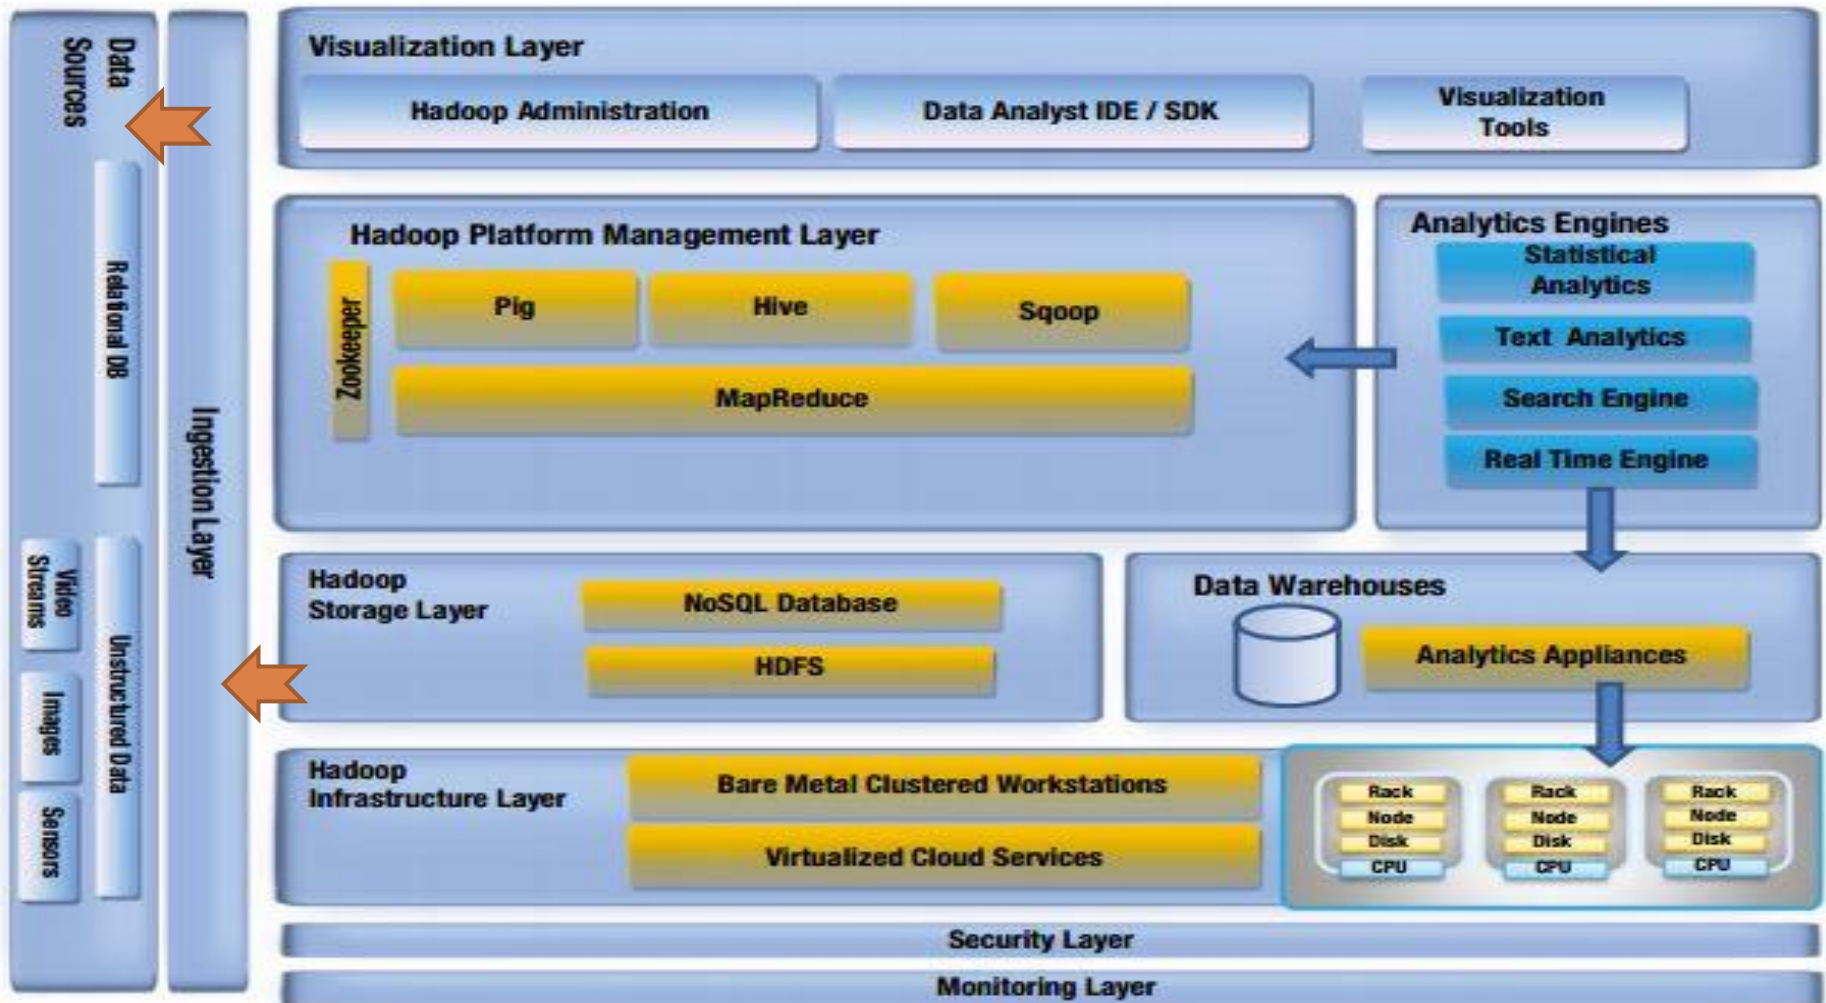 Data
Sources
Relational DB
Unstructured Data
Video
Streams
Images
Sensors
Ingestion Layer
Visualization Layer
Hadoop Administration
Data Analyst IDE / SDK
Visualization
Tools
Hadoop Platform Management Layer
Zookeeper
Pig
Hive
Sqoop
MapReduce
Analytics Engines
Statistical
Analytics
Text Analytics
Search Engine
Real Time Engine
Hadoop
Storage Layer
NoSQL Database
HDFS
Data Warehouses
Analytics Appliances
Hadoop
Infrastructure Layer
Bare Metal Clustered Workstations
Virtualized Cloud Services
Rack
Node
Disk
CPU
Rack
Node
Disk
CPU
Rack
Node
Disk
CPU
Security Layer
Monitoring Layer